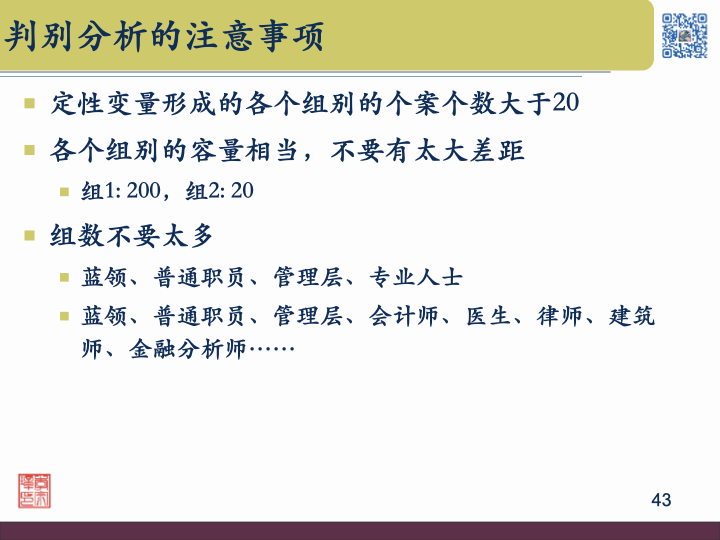 判别分析的注意事项
定性变量形成的各个组别的个案个数大于20
各个组别的容量相当，不要有太大差距
组1: 200，组2: 20
组数不要太多
蓝领、普通职员、管理层、专业人士
蓝领、普通职员、管理层、会计师、医生、律师、建筑
师、金融分析师……
43